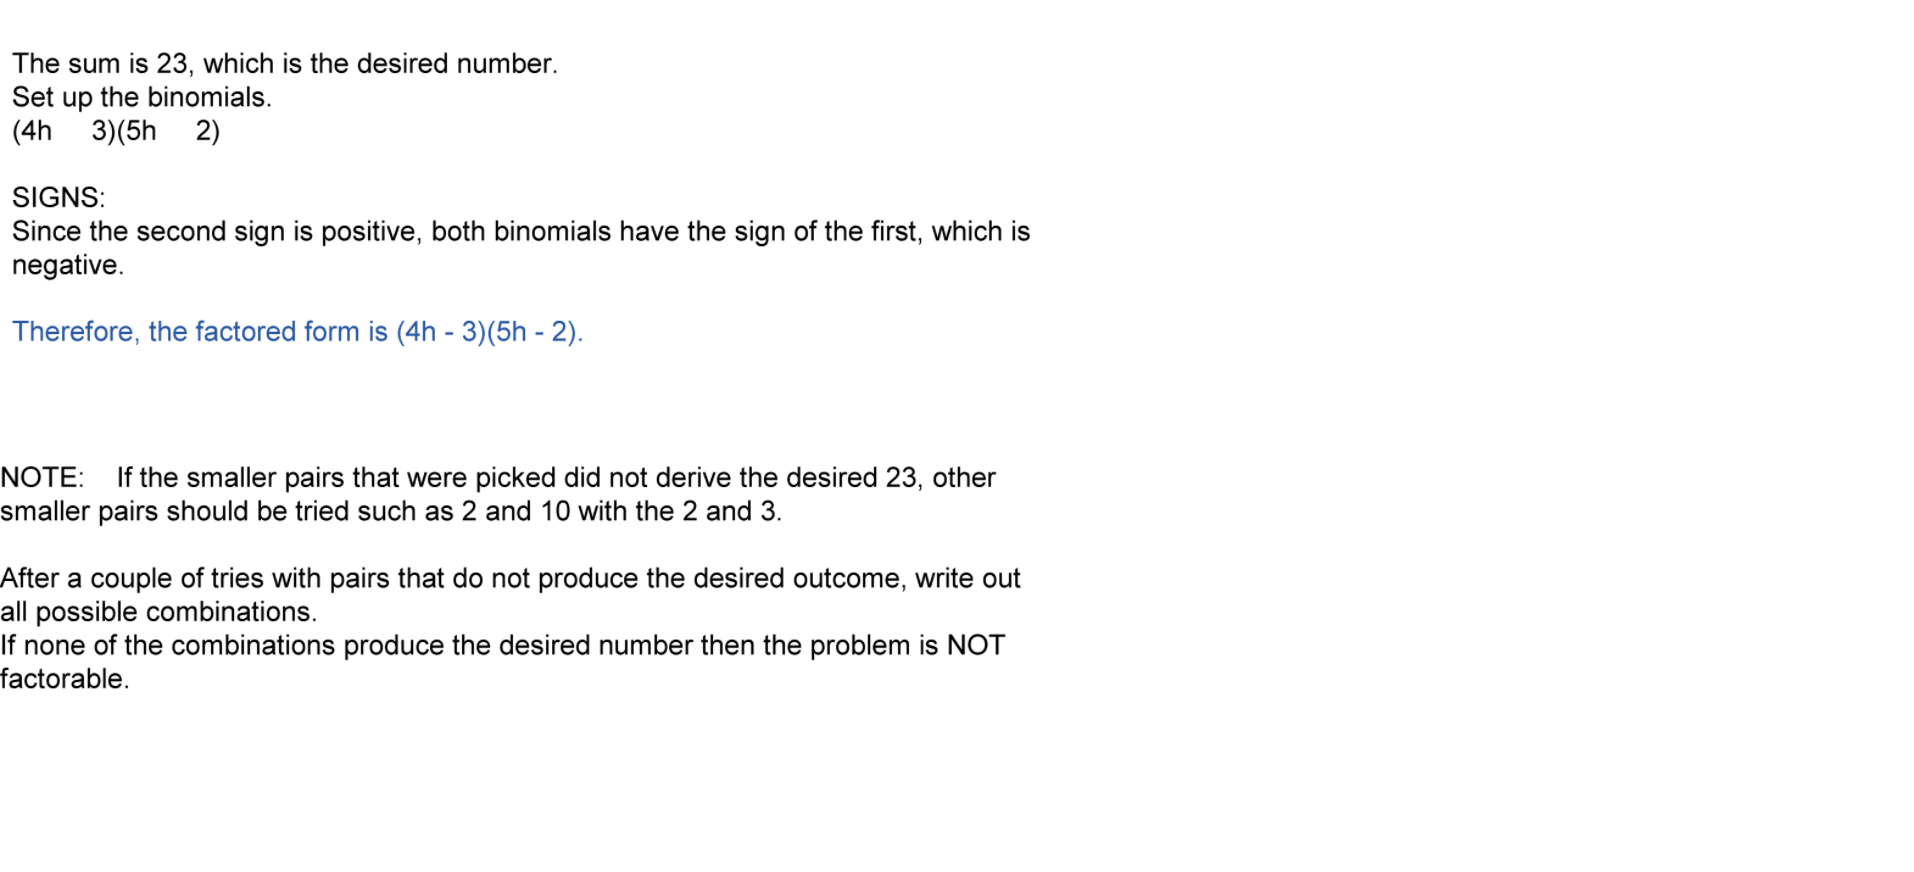 The sum is 23, which is the desired number.
Set up the binomials.
(4h     3)(5h     2)
SIGNS:
Since the second sign is positive, both binomials have the sign of the first, which is
negative.
Therefore, the factored form is (4h - 3)(5h - 2).
NOTE:    If the smaller pairs that were picked did not derive the desired 23, other
smaller pairs should be tried such as 2 and 10 with the 2 and 3.
After a couple of tries with pairs that do not produce the desired outcome, write out
all possible combinations.
If none of the combinations produce the desired number then the problem is NOT
factorable.